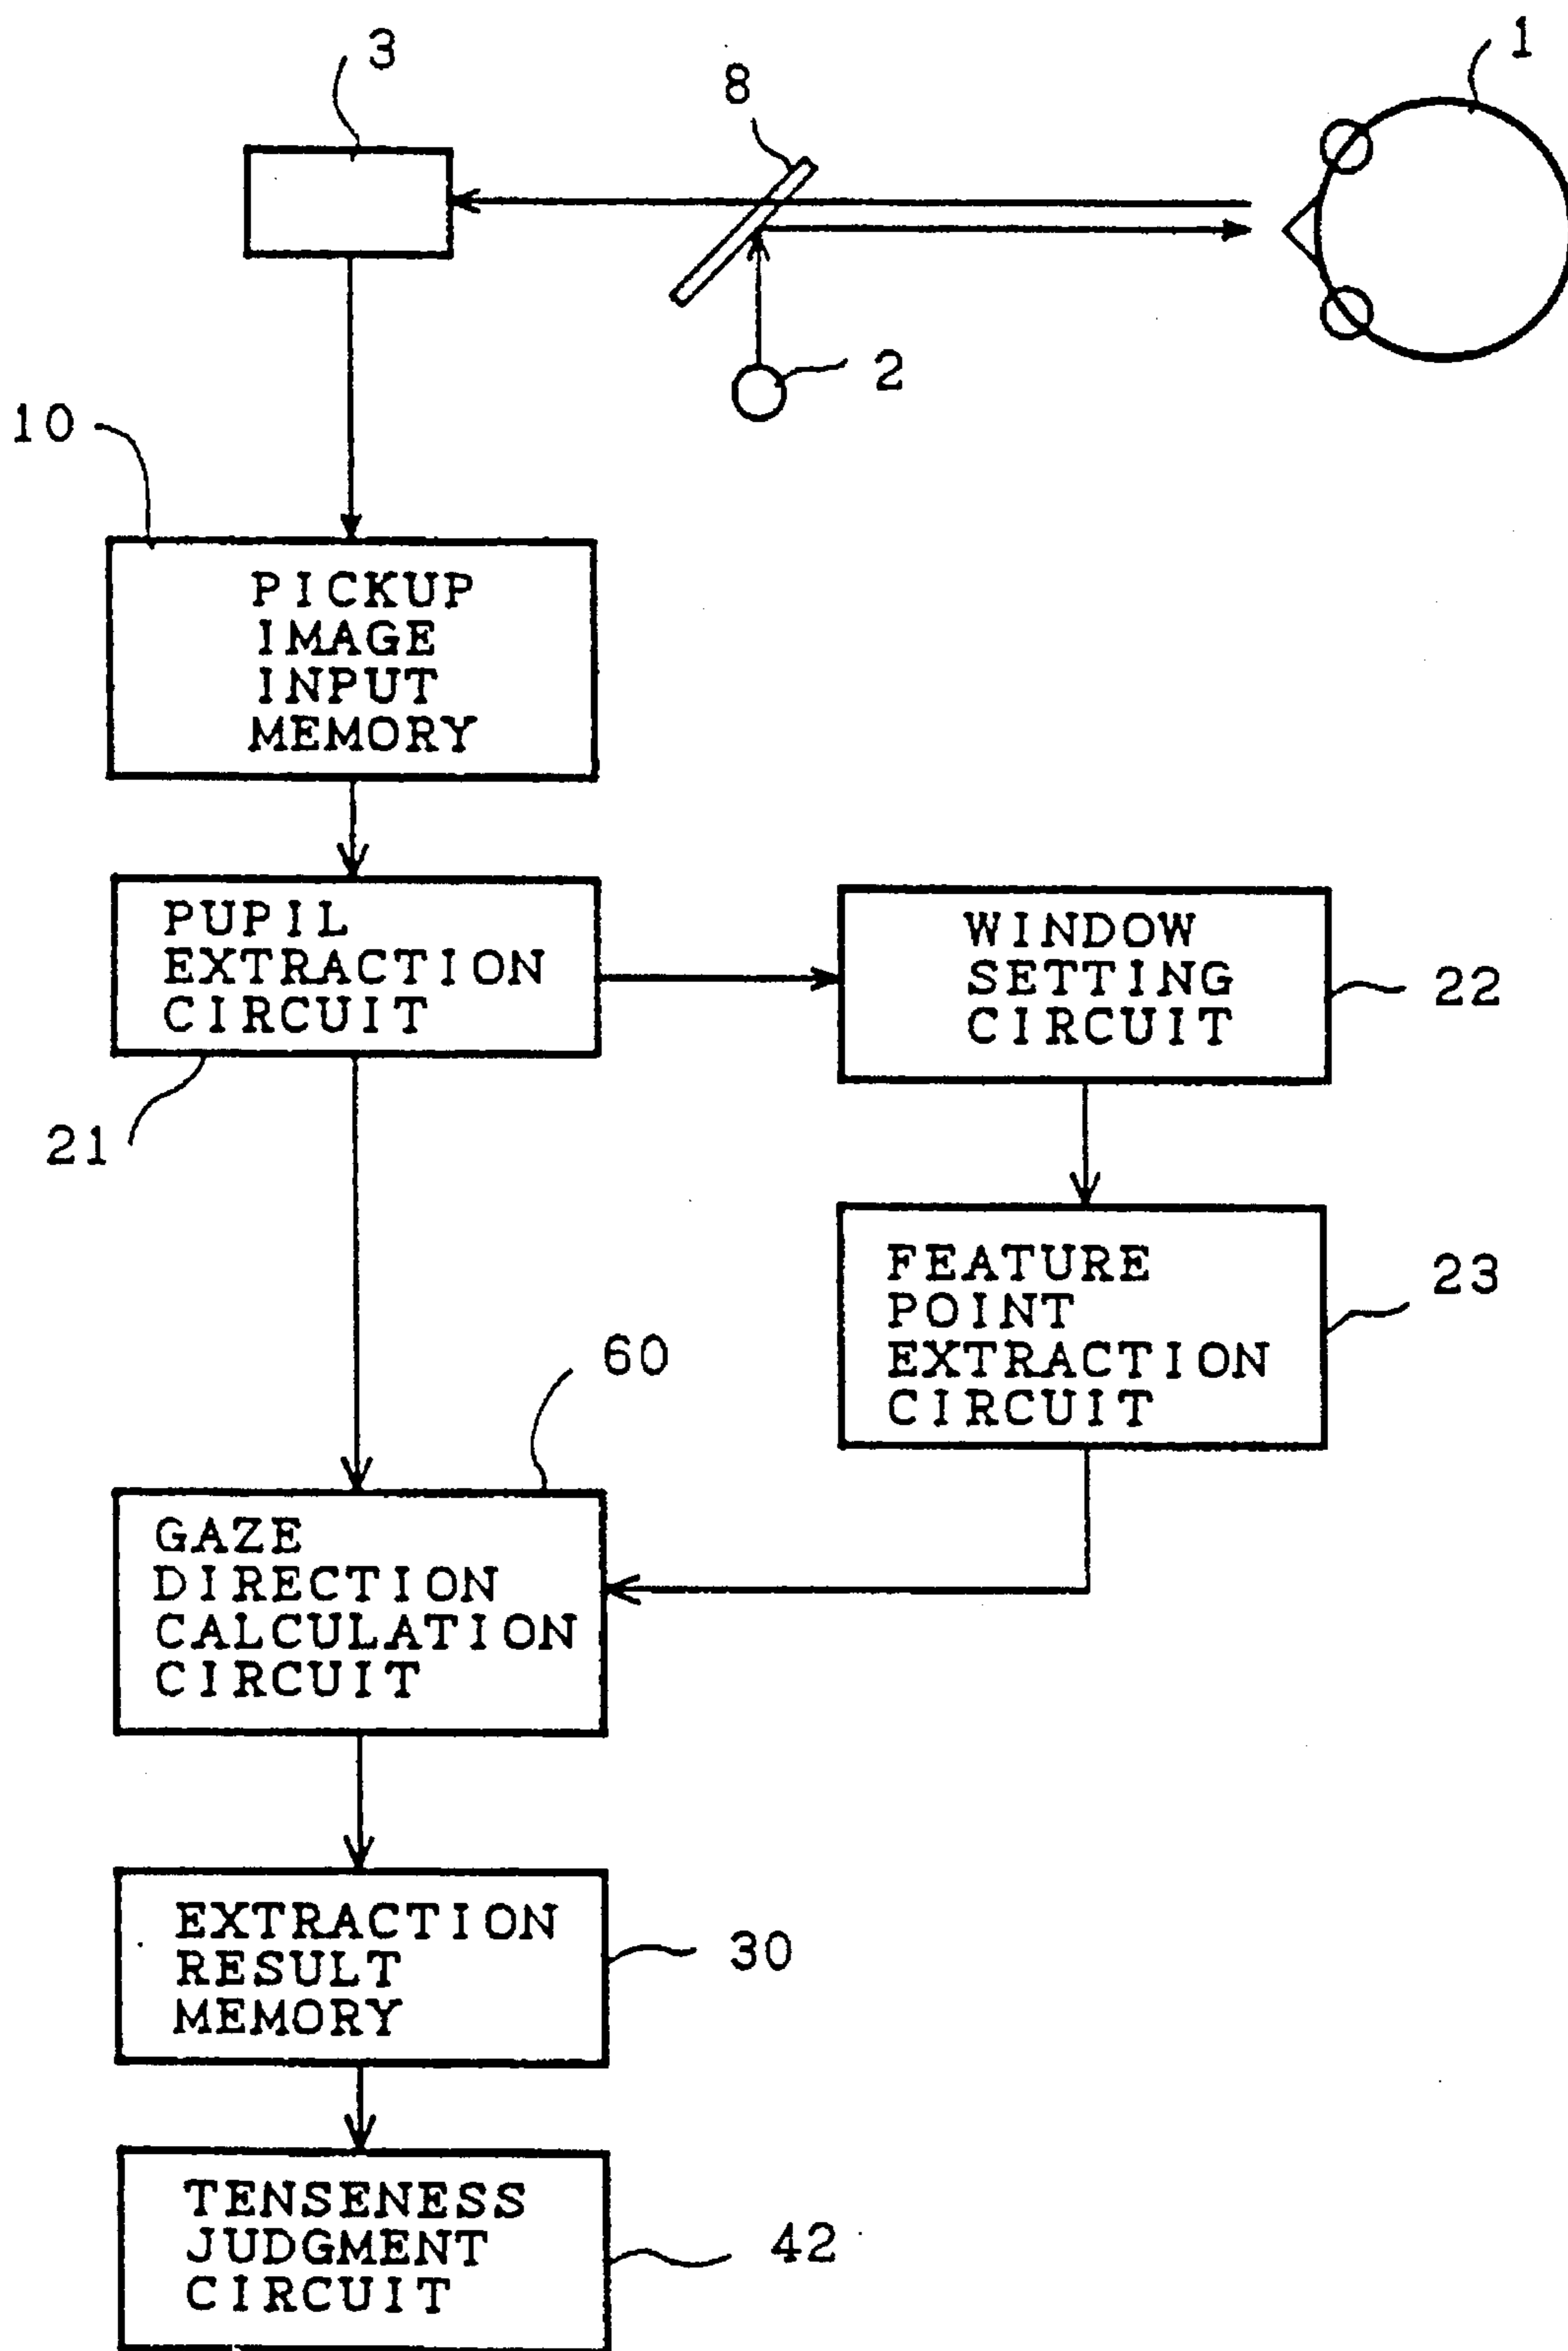 3
8
1
2
10
PICKUP
IMAGE
INPUT
MEMORY
PUPIL
EXTRACTION
CIRCUIT
21
WINDOW
SETTING
CIRCUIT
22
FEATURE
POINT
EXTRACTION
CIRCUIT
23
60
GAZE
DIRECTION
CALCULATION
CIRCUIT
EXTRACTION
RESULT
MEMORY
30
TENSENESS
JUDGMENT
CIRCUIT
42